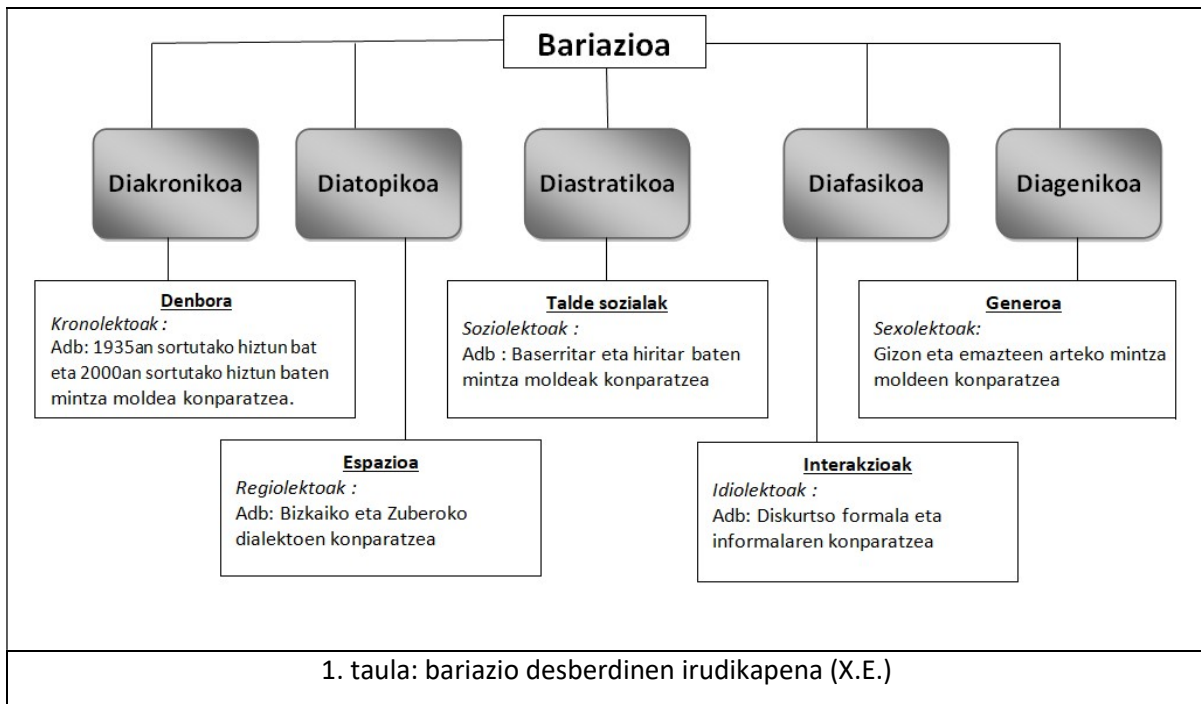 Bariazioa
Diakronikoa
Diatopikoa
Diastratikoa
Diafasikoa
Diagenikoa
Denbora
Kronolektoak :
Adb: 1935an sortutako hiztun bat
eta 2000an sortutako hiztun baten
mintza moldea konparatzea.
Talde sozialak
Soziolektoak :
Adb : Baserritar eta hiritar baten
mintza moldeak konparatzea
Generoa
Sexolektoak:
Gizon eta emazteen arteko mintza
moldeen konparatzea
Espazioa
Regiolektoak :
Adb: Bizkaiko eta Zuberoko
dialektoen konparatzea
Interakzioak
Idiolektoak :
Adb: Diskurtso formala eta
informalaren konparatzea
1. taula: bariazio desberdinen irudikapena (X.E.)